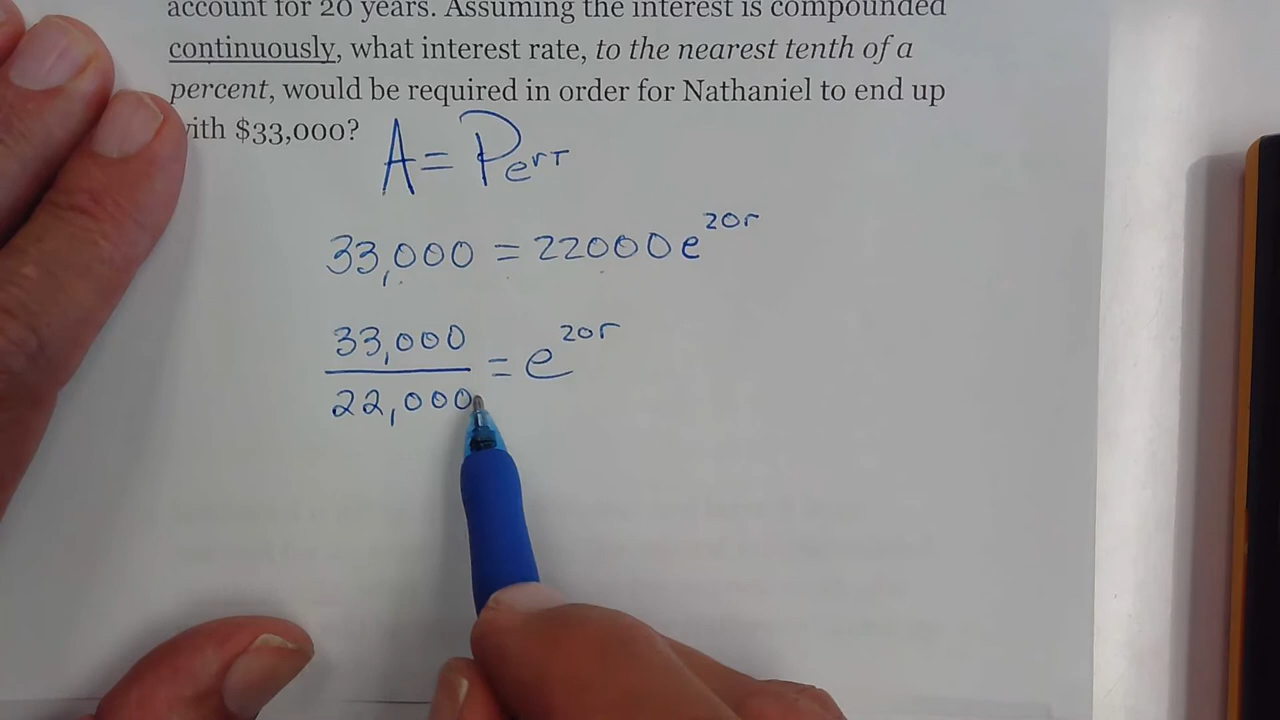 account for 20 years. Assuming the interest is compounded
continuously, what interest rate, to the nearest tenth of a
percent, would be required in order for Nathaniel to end up
with $33,000?
A = Pe^rT
33,000 = 22000e^20r
33,000
22,000
= e^20r